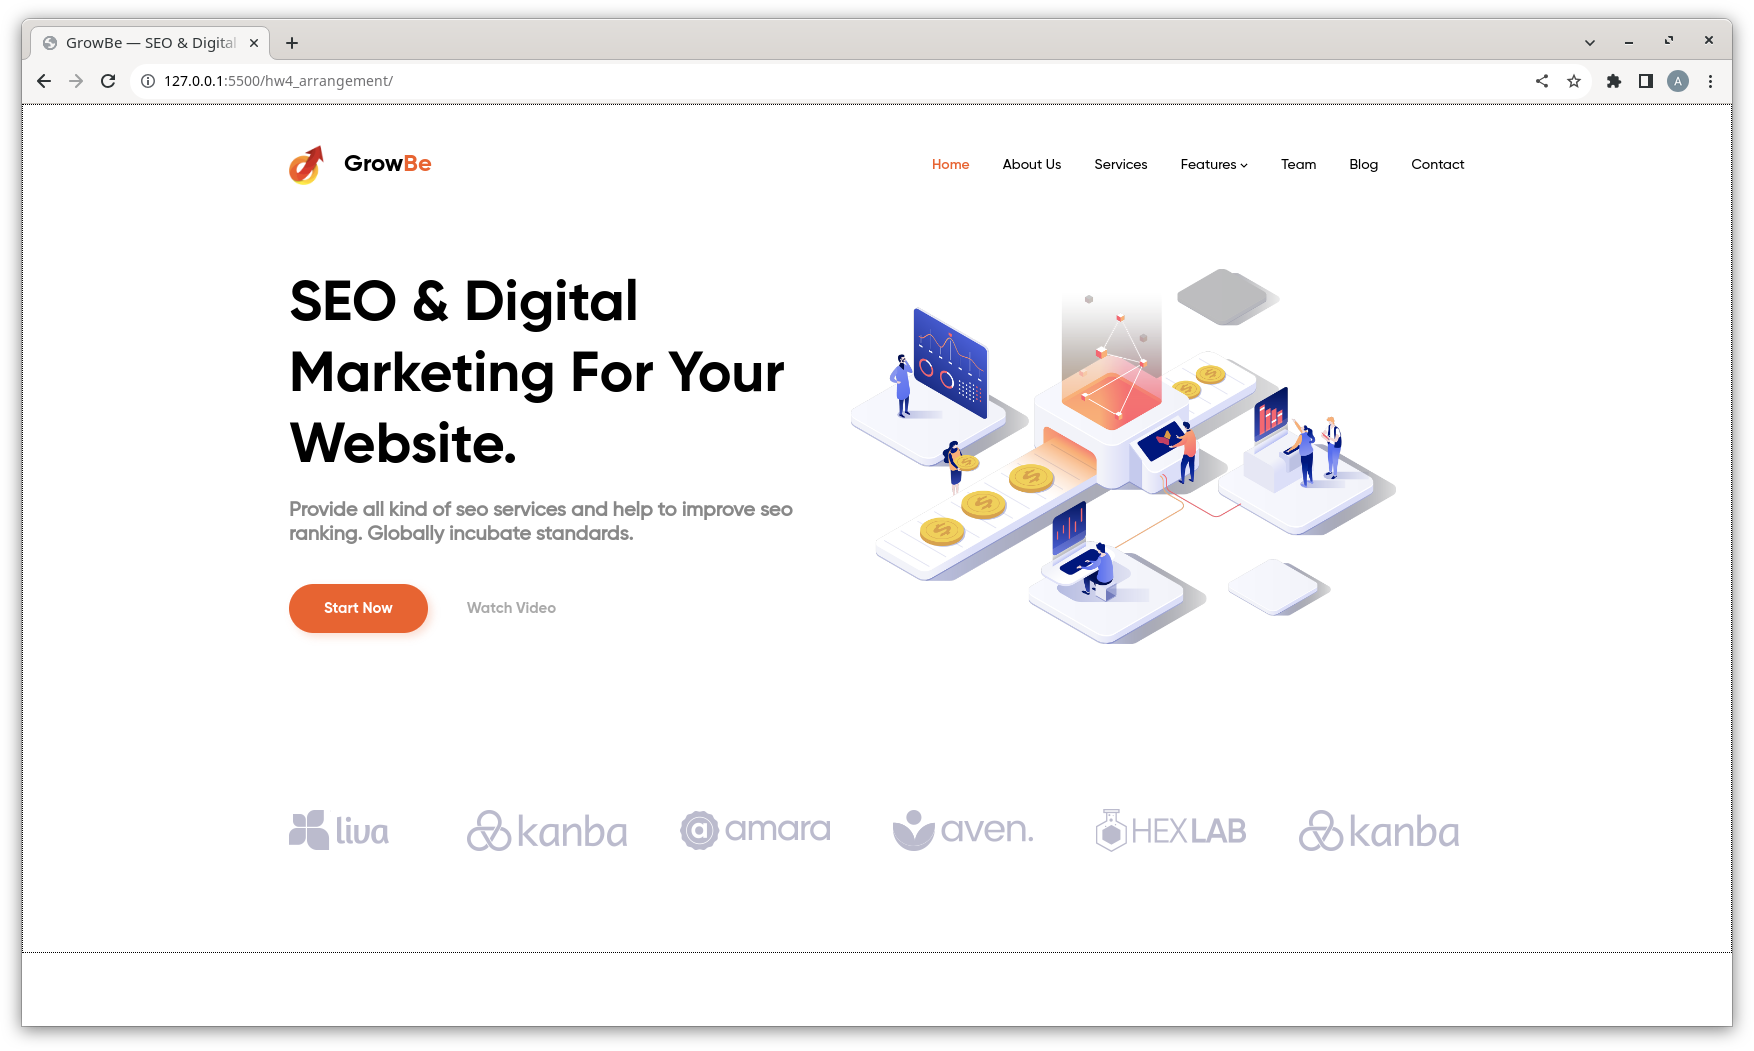 GrowBe — SEO & Digital
127.0.0.1:5500/hw4_arrangement/
A
GrowBe
Home About Us Services Features Team Blog Contact
SEO & Digital
Marketing For Your
Website.
Provide all kind of seo services and help to improve seo
ranking. Globally incubate standards.
Start Now Watch Video
liva kanba amara aven. HEXLAB kanba